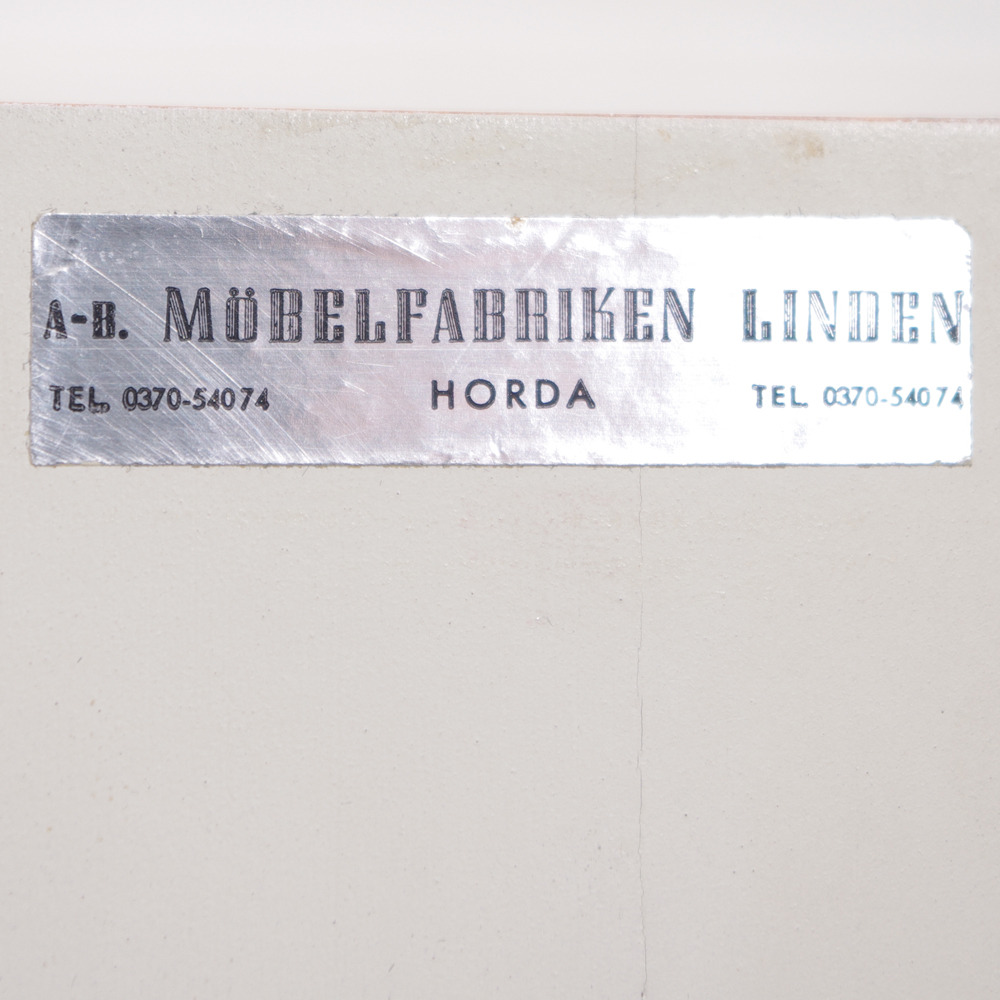 A-B. MÖBELFABRIKEN LINDEN
TEL. 0370-54074 HORDA TEL. 0370-54074